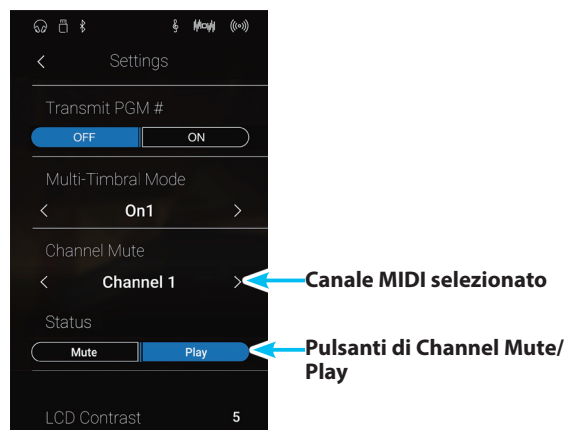 Settings
Transmit PGM #
OFF ON
Multi-Timbral Mode
On1
Channel Mute
Channel 1
Canale MIDI selezionato
Status
Mute Play
Pulsanti di Channel Mute/
Play
LCD Contrast 5